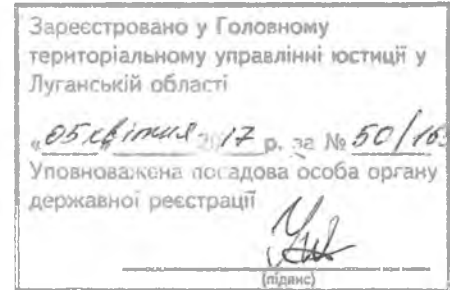 Зареєстровано у Головному
територіальному управлінні юстиції у
Луганській області
«05 квітня 2017 р. за № 50/16
Уповноважена посадова особа органу
державної реєстрації
(підпис)